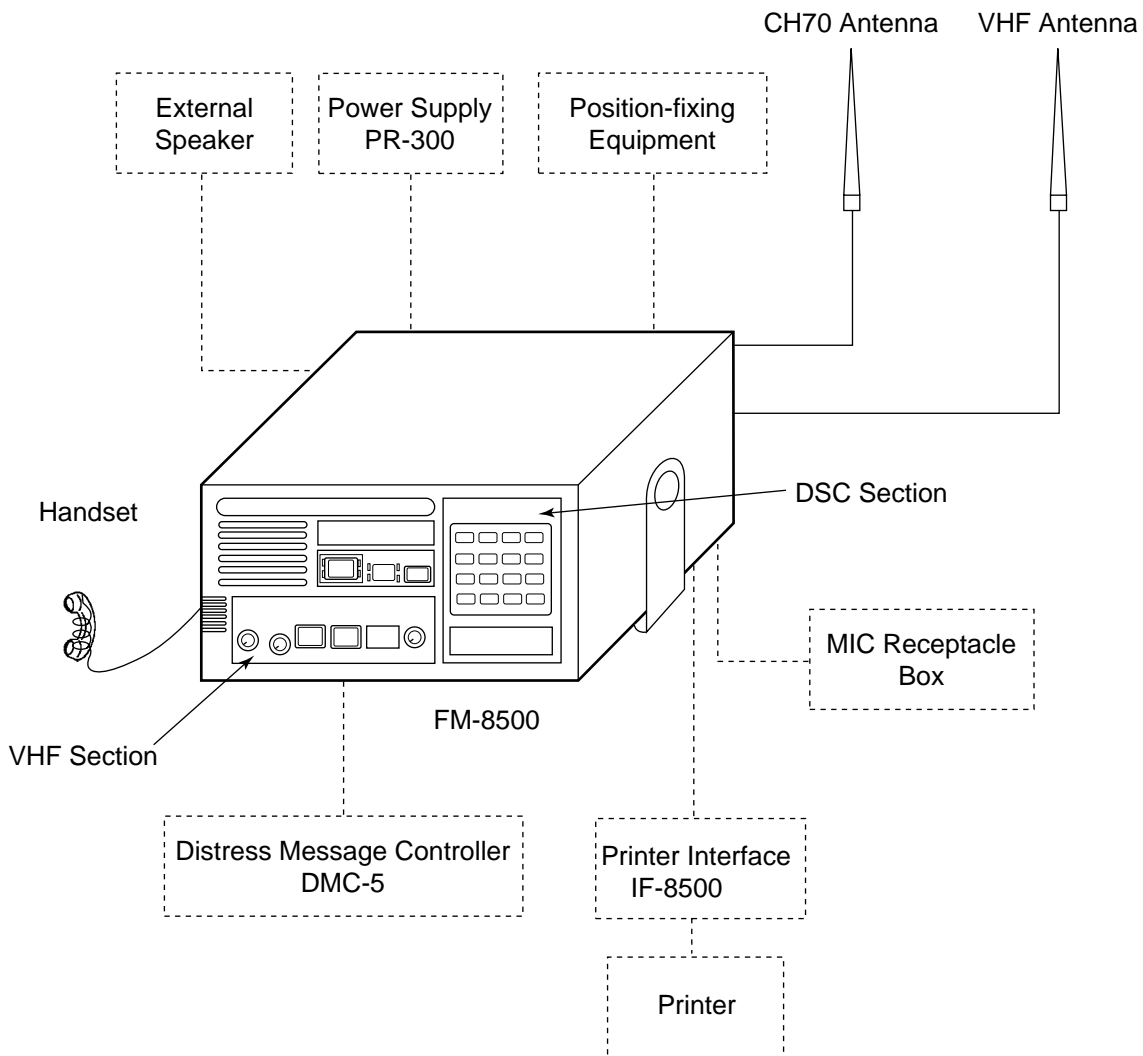 CH70 Antenna
VHF Antenna
External
Speaker
Power Supply
PR-300
Position-fixing
Equipment
DSC Section
Handset
MIC Receptacle
Box
FM-8500
VHF Section
Distress Message Controller
DMC-5
Printer Interface
IF-8500
Printer